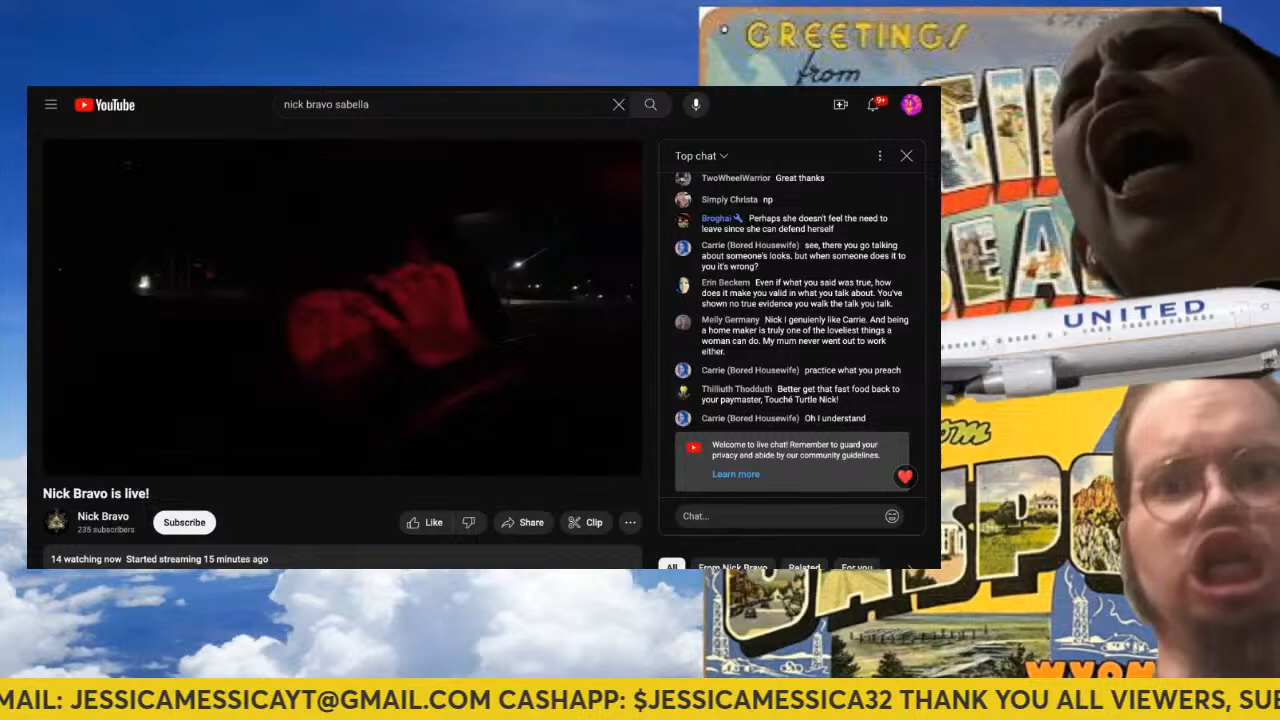 GREETINGS
from
YouTube
nick bravo sabella
9+
Top chat
TwoWheelWarrior Great thanks
Simply Christa np
Broghai Perhaps she doesn't feel the need to
leave since she can defend herself
Carrie (Bored Housewife) see, there you go talking
about someone's looks. but when someone does it to
you it's wrong?
Erin Beckem Even if what you said was true, how
does it make you valid in what you talk about. You've
shown no true evidence you walk the talk you talk.
Melly Germany Nick I genuienly like Carrie. And being
a home maker is truly one of the loveliest things a
woman can do. My mum never went out to work
either.
Carrie (Bored Housewife) practice what you preach
Thilliuth Thodduth Better get that fast food back to
your paymaster, Touché Turtle Nick!
Carrie (Bored Housewife) Oh I understand
Welcome to live chat! Remember to guard your
privacy and abide by our community guidelines.
Learn more
Chat...
Nick Bravo is live!
Nick Bravo
235 subscribers
Subscribe
Like
Share
Clip
14 watching now Started streaming 15 minutes ago
All
From Nick Bravo
Related
For you
UNITED
WYOM
MAIL: JESSICAMESSICAYT@GMAIL.COM CASHAPP: $JESSICAMESSICA32 THANK YOU ALL VIEWERS, SUB